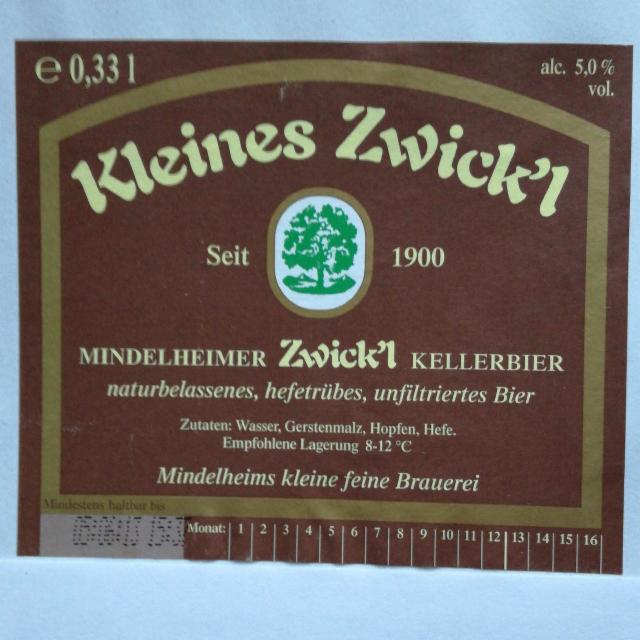 e 0,33 l
alc. 5,0 %
vol.
Kleines Zwick'l
Seit 1900
MINDELHEIMER Zwick'l KELLERBIER
naturbelassenes, hefetrübes, unfiltriertes Bier
Zutaten: Wasser, Gerstenmalz, Hopfen, Hefe.
Empfohlene Lagerung 8-12 °C
Mindelheims kleine feine Brauerei
Mindestens haltbar bis
Monat: 1 2 3 4 5 6 7 8 9 10 11 12 13 14 15 16